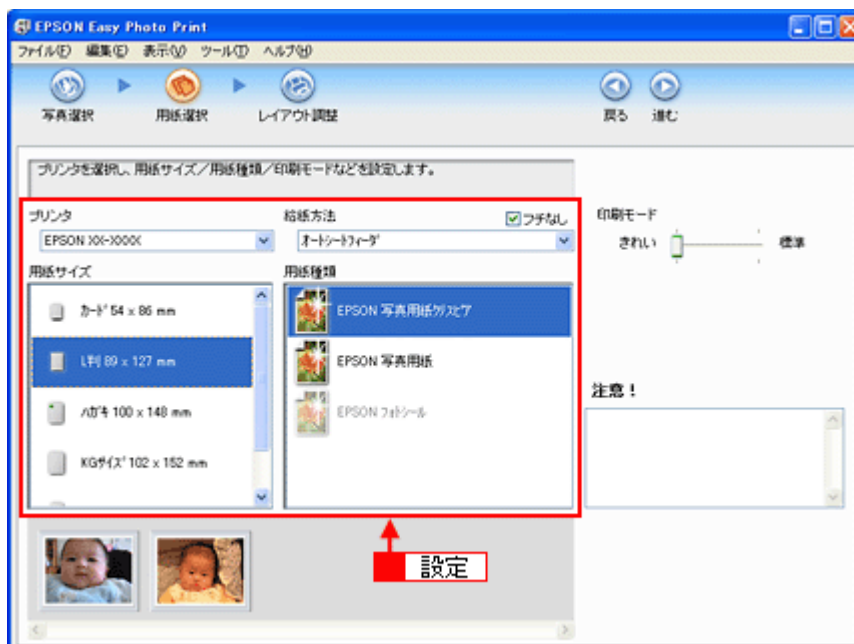 EPSON Easy Photo Print
ファイル(F) 編集(E) 表示(V) ツール(T) ヘルプ(H)
写真選択 用紙選択 レイアウト調整 戻る 進む
プリンタを選択し、用紙サイズ／用紙種類／印刷モードなどを設定します。
プリンタ 給紙方法 フチなし 印刷モード
EPSON XX-XXXX オートシートフィーダ きれい 標準
用紙サイズ 用紙種類
カード 54 x 86 mm EPSON 写真用紙クリスピア
L判 89 x 127 mm EPSON 写真用紙
注意！
ハガキ 100 x 148 mm EPSON フォトシール
KGサイズ 102 x 152 mm
設定